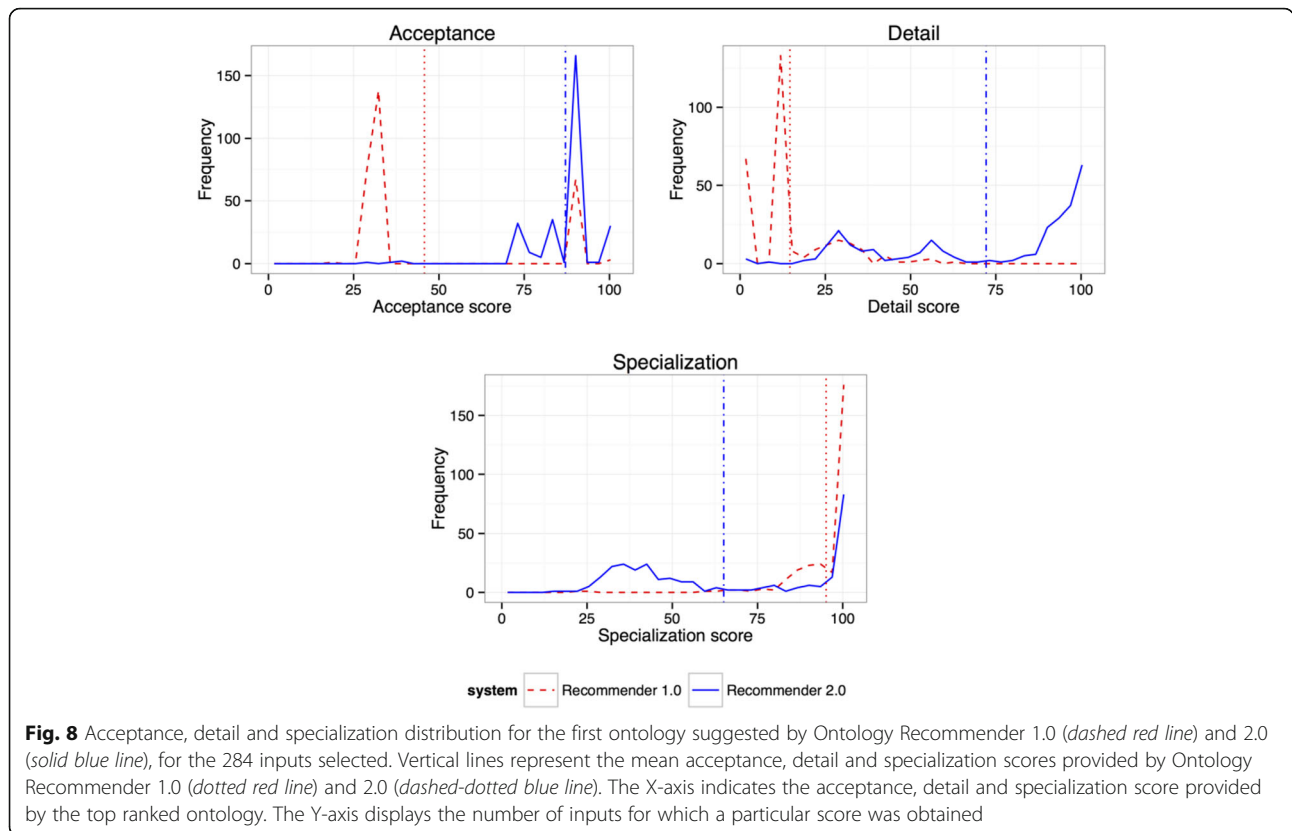 Acceptance
Detail
150
100
50
0
Frequency
0
25
50
75
100
Acceptance score
100
50
0
Frequency
0
25
50
75
100
Detail score
Specialization
150
100
50
0
Frequency
0
25
50
75
100
Specialization score
system Recommender 1.0 Recommender 2.0
Fig. 8 Acceptance, detail and specialization distribution for the first ontology suggested by Ontology Recommender 1.0 (dashed red line) and 2.0
(solid blue line), for the 284 inputs selected. Vertical lines represent the mean acceptance, detail and specialization scores provided by Ontology
Recommender 1.0 (dotted red line) and 2.0 (dashed-dotted blue line). The X-axis indicates the acceptance, detail and specialization score provided
by the top ranked ontology. The Y-axis displays the number of inputs for which a particular score was obtained